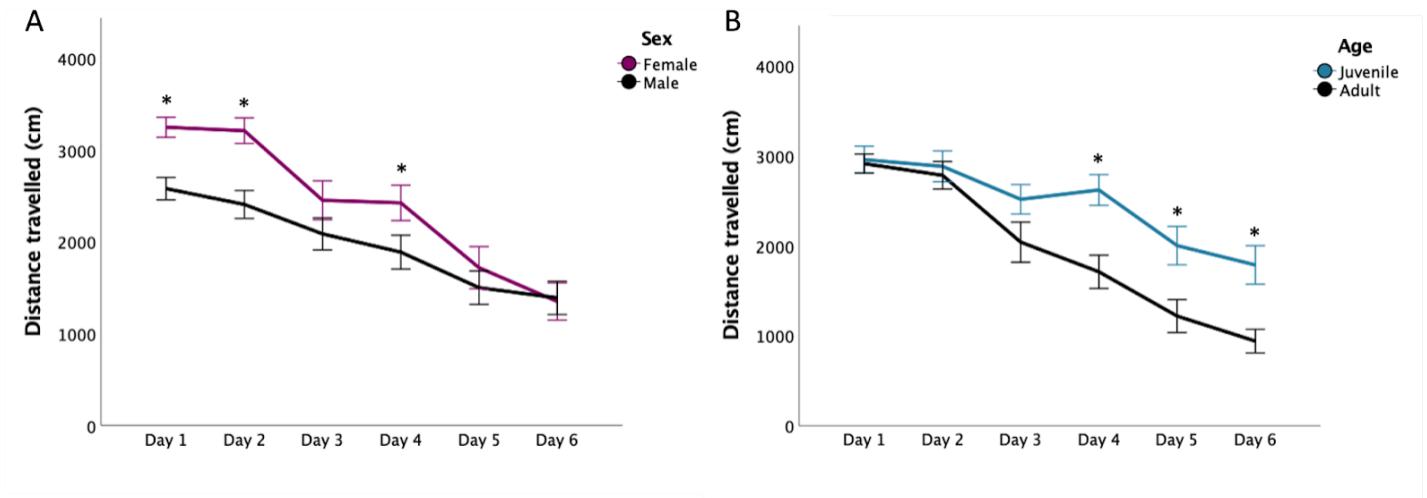 A
Distance travelled (cm)
4000
3000
2000
1000
0
* * *
Day 1 Day 2 Day 3 Day 4 Day 5 Day 6
Sex
Female
Male
B
Distance travelled (cm)
4000
3000
2000
1000
0
* * *
Day 1 Day 2 Day 3 Day 4 Day 5 Day 6
Age
Juvenile
Adult